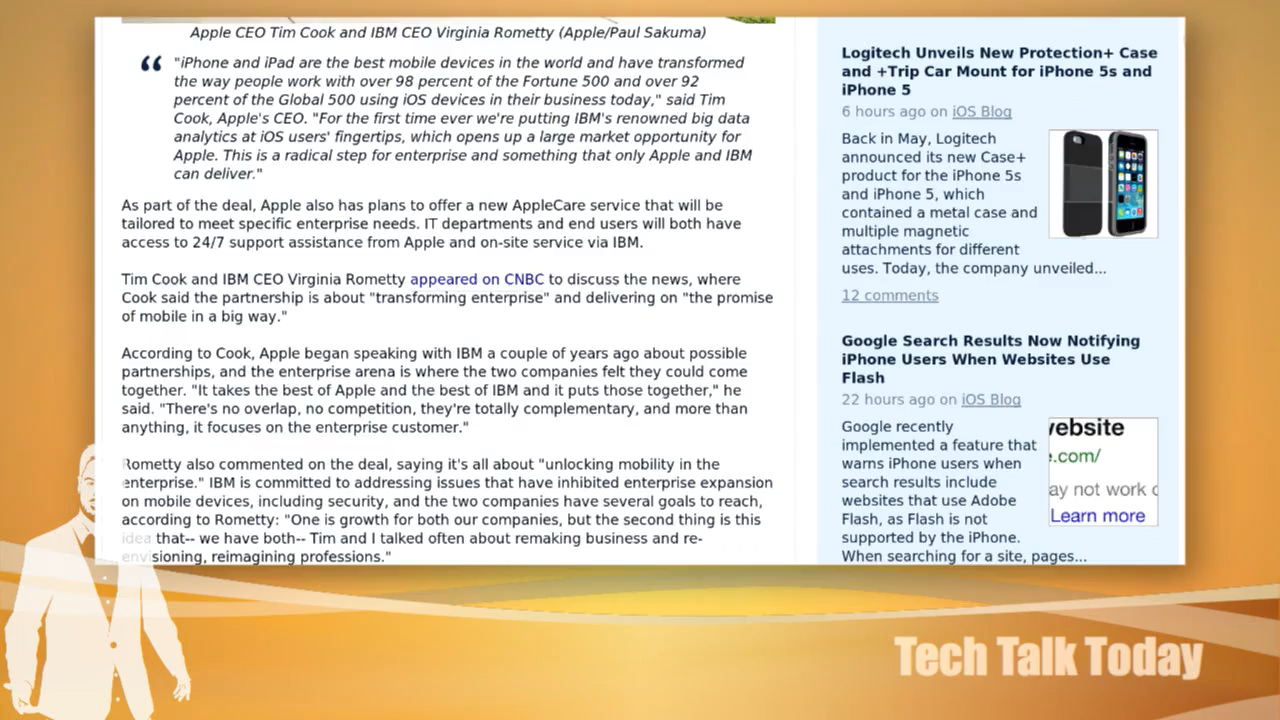 Apple CEO Tim Cook and IBM CEO Virginia Rometty (Apple/Paul Sakuma)
"iPhone and iPad are the best mobile devices in the world and have transformed
the way people work with over 98 percent of the Fortune 500 and over 92
percent of the Global 500 using iOS devices in their business today," said Tim
Cook, Apple's CEO. "For the first time ever we're putting IBM's renowned big data
analytics at iOS users' fingertips, which opens up a large market opportunity for
Apple. This is a radical step for enterprise and something that only Apple and IBM
can deliver."
As part of the deal, Apple also has plans to offer a new AppleCare service that will be
tailored to meet specific enterprise needs. IT departments and end users will both have
access to 24/7 support assistance from Apple and on-site service via IBM.
Tim Cook and IBM CEO Virginia Rometty appeared on CNBC to discuss the news, where
Cook said the partnership is about "transforming enterprise" and delivering on "the promise
of mobile in a big way."
According to Cook, Apple began speaking with IBM a couple of years ago about possible
partnerships, and the enterprise arena is where the two companies felt they could come
together. "It takes the best of Apple and the best of IBM and it puts those together," he
said. "There's no overlap, no competition, they're totally complementary, and more than
anything, it focuses on the enterprise customer."
Rometty also commented on the deal, saying it's all about "unlocking mobility in the
enterprise." IBM is committed to addressing issues that have inhibited enterprise expansion
on mobile devices, including security, and the two companies have several goals to reach,
according to Rometty: "One is growth for both our companies, but the second thing is this
idea that-- we have both-- Tim and I talked often about remaking business and re-
envisioning, reimagining professions."
Logitech Unveils New Protection+ Case
and +Trip Car Mount for iPhone 5s and
iPhone 5
6 hours ago on iOS Blog
Back in May, Logitech
announced its new Case+
product for the iPhone 5s
and iPhone 5, which
contained a metal case and
multiple magnetic
attachments for different
uses. Today, the company unveiled...
12 comments
Google Search Results Now Notifying
iPhone Users When Websites Use
Flash
22 hours ago on iOS Blog
Google recently
implemented a feature that
warns iPhone users when
search results include
websites that use Adobe
Flash, as Flash is not
supported by the iPhone.
When searching for a site, pages...
website
.com/
ay not work
Learn more
Tech Talk Today